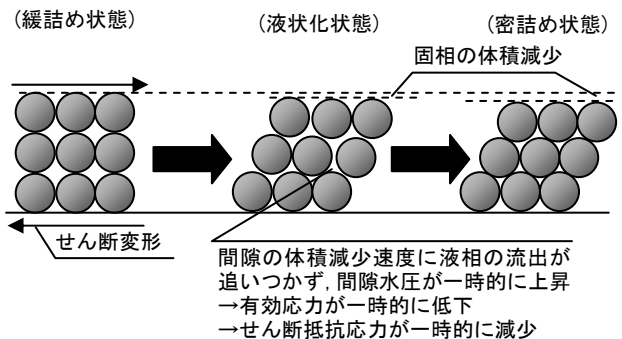 （緩詰め状態）
（液状化状態）
（密詰め状態）
固相の体積減少
せん断変形
間隙の体積減少速度に液相の流出が
追いつかず, 間隙水圧が一時的に上昇
→有効応力が一時的に低下
→せん断抵抗応力が一時的に減少